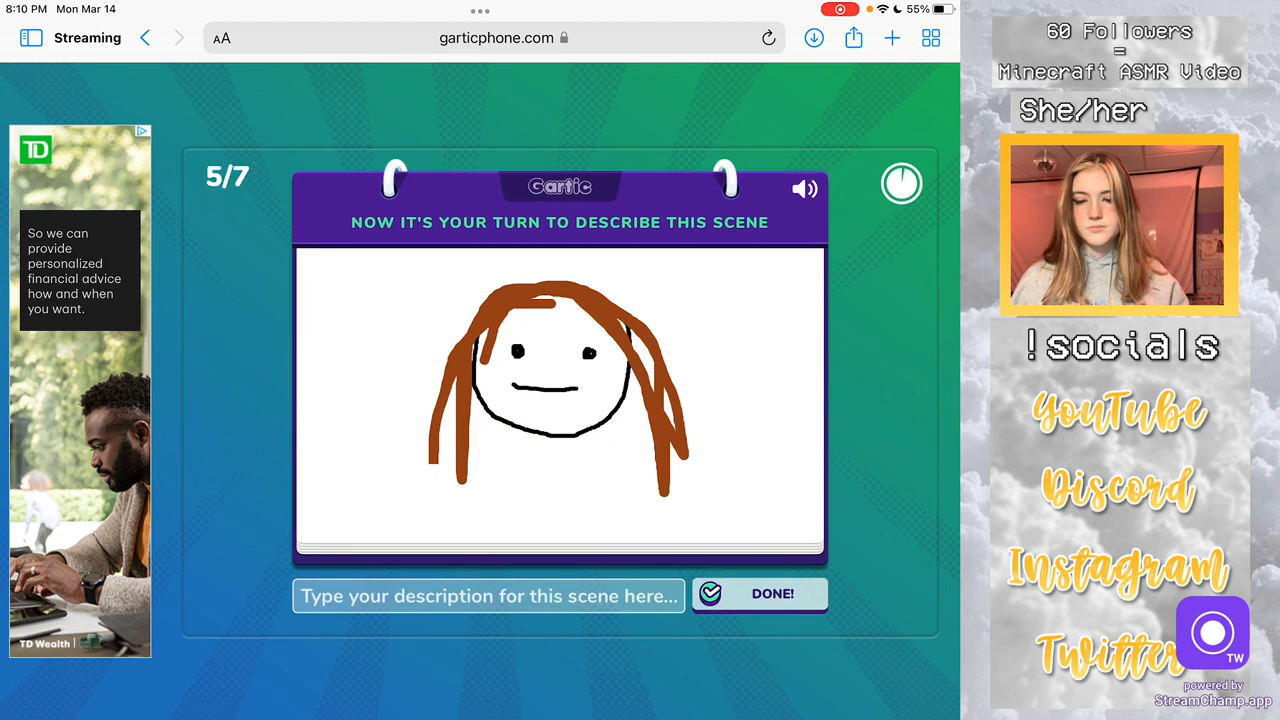 8:10 PM Mon Mar 14
55%
Streaming
AA
garticphone.com
60 Followers
=
Minecraft ASMR Video
She/her
TD
So we can
provide
personalized
financial advice
how and when
you want.
TD Wealth
5/7
Gartic
NOW IT'S YOUR TURN TO DESCRIBE THIS SCENE
Type your description for this scene here...
DONE!
!socials
YouTube
Discord
Instagram
Twitter
TW
powered by
StreamChamp.app